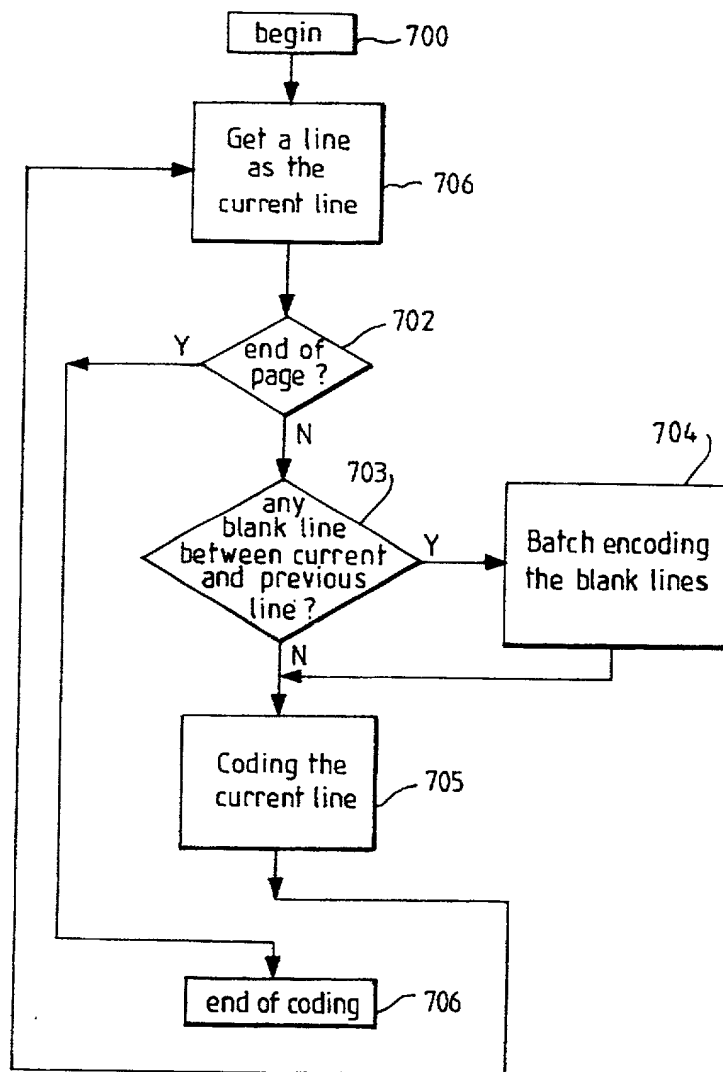 begin
700
Get a line
as the
current line
706
702
Y
end of
page ?
N
704
703
any
blank line
between current
and previous
line ?
Y
Batch encoding
the blank lines
N
Coding the
current line
705
end of coding
706